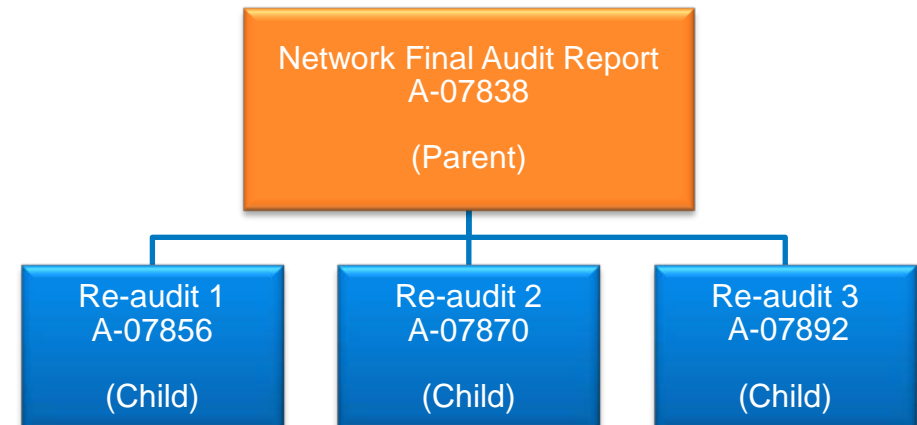 Network Final Audit Report
A-07838
(Parent)
Re-audit 1
A-07856
(Child)
Re-audit 2
A-07870
(Child)
Re-audit 3
A-07892
(Child)